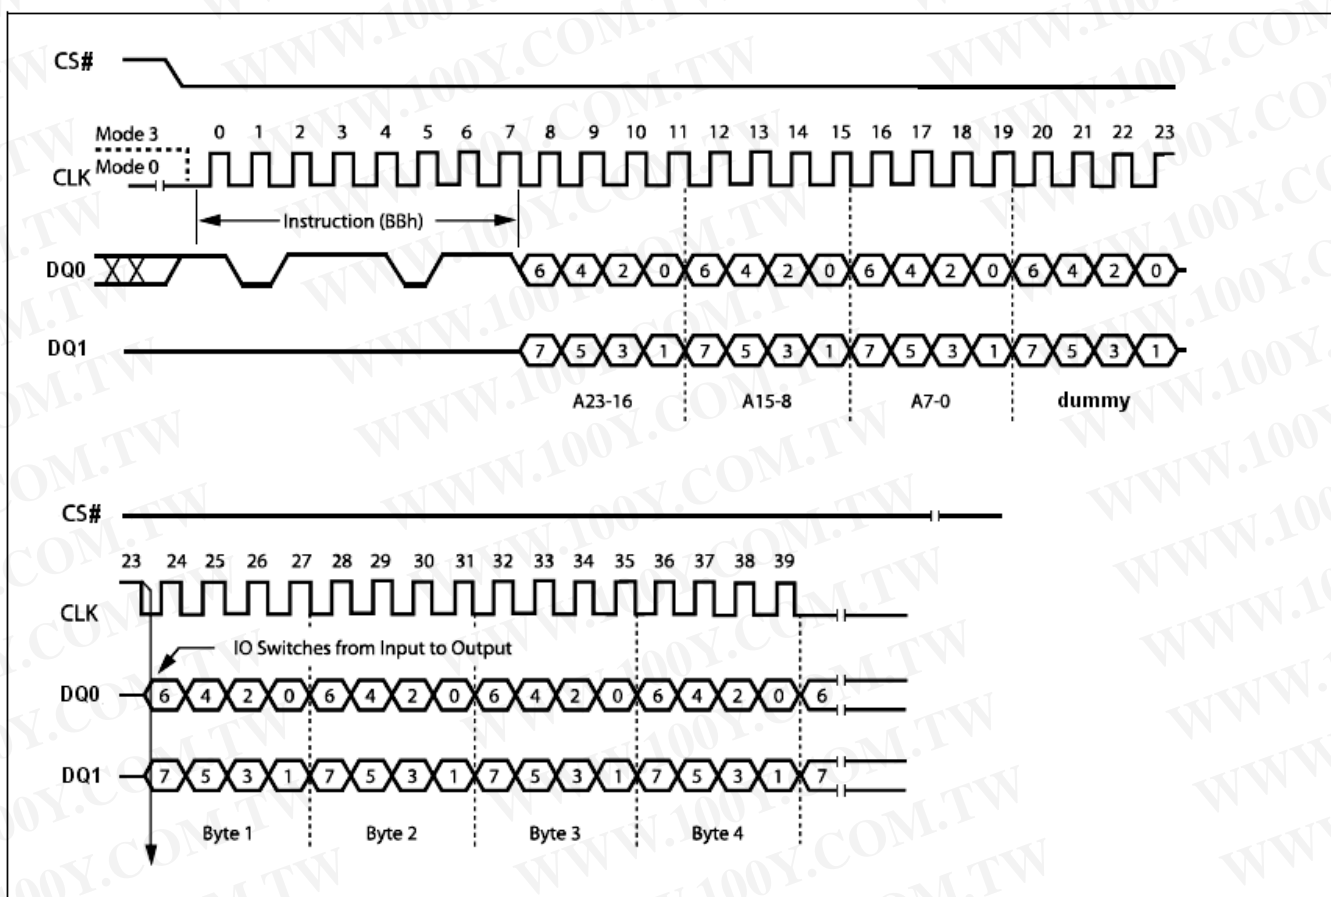 CS#
Mode 3
0 1 2 3 4 5 6 7 8 9 10 11 12 13 14 15 16 17 18 19 20 21 22 23
Mode 0
CLK
Instruction (BBh)
DQ0 6 4 2 0 6 4 2 0 6 4 2 0 6 4 2 0
DQ1 7 5 3 1 7 5 3 1 7 5 3 1 7 5 3 1
A23-16 A15-8 A7-0 dummy
CS#
23 24 25 26 27 28 29 30 31 32 33 34 35 36 37 38 39
CLK
IO Switches from Input to Output
DQ0 6 4 2 0 6 4 2 0 6 4 2 0 6 4 2 0 6
DQ1 7 5 3 1 7 5 3 1 7 5 3 1 7 5 3 1 7
Byte 1 Byte 2 Byte 3 Byte 4
WWW.100Y.COM.TW